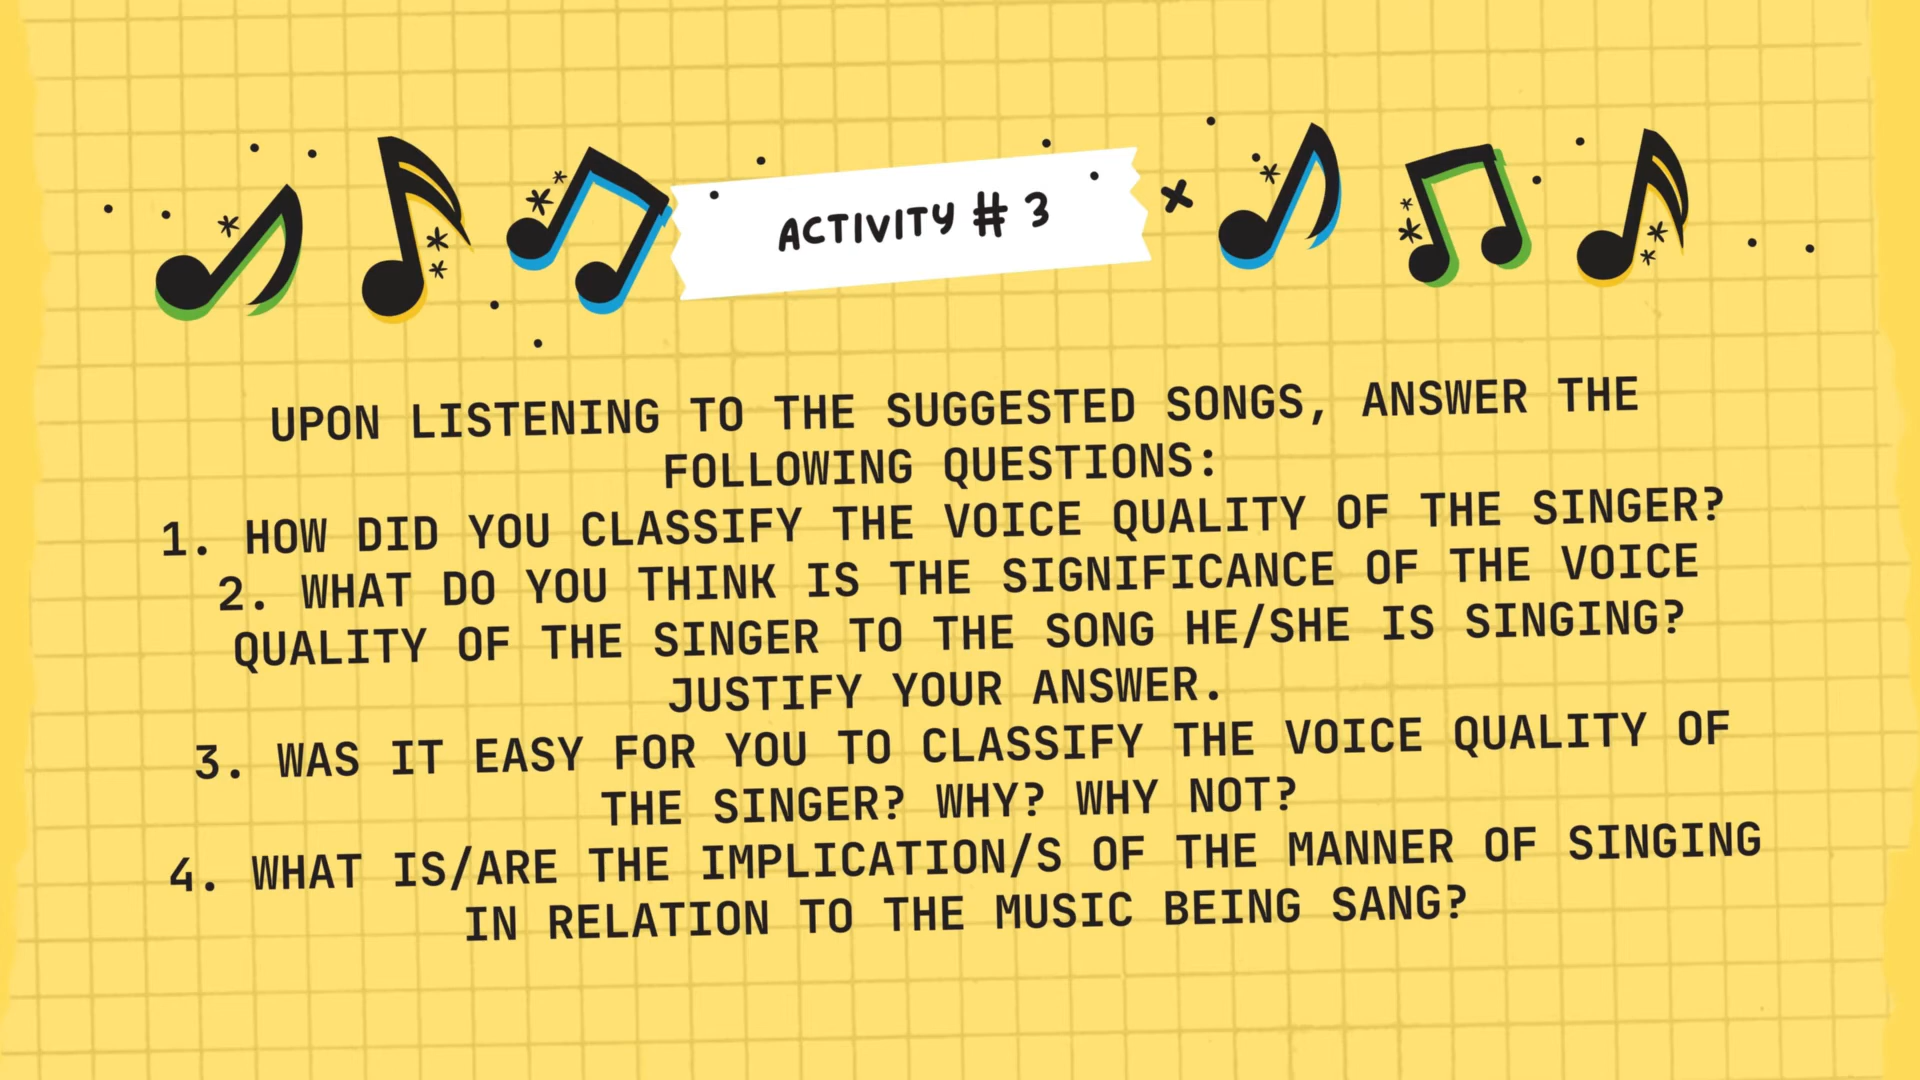 ACTIVITY # 3
UPON LISTENING TO THE SUGGESTED SONGS, ANSWER THE
FOLLOWING QUESTIONS:
1. HOW DID YOU CLASSIFY THE VOICE QUALITY OF THE SINGER?
2. WHAT DO YOU THINK IS THE SIGNIFICANCE OF THE VOICE
QUALITY OF THE SINGER TO THE SONG HE/SHE IS SINGING?
JUSTIFY YOUR ANSWER.
3. WAS IT EASY FOR YOU TO CLASSIFY THE VOICE QUALITY OF
THE SINGER? WHY? WHY NOT?
4. WHAT IS/ARE THE IMPLICATION/S OF THE MANNER OF SINGING
IN RELATION TO THE MUSIC BEING SANG?